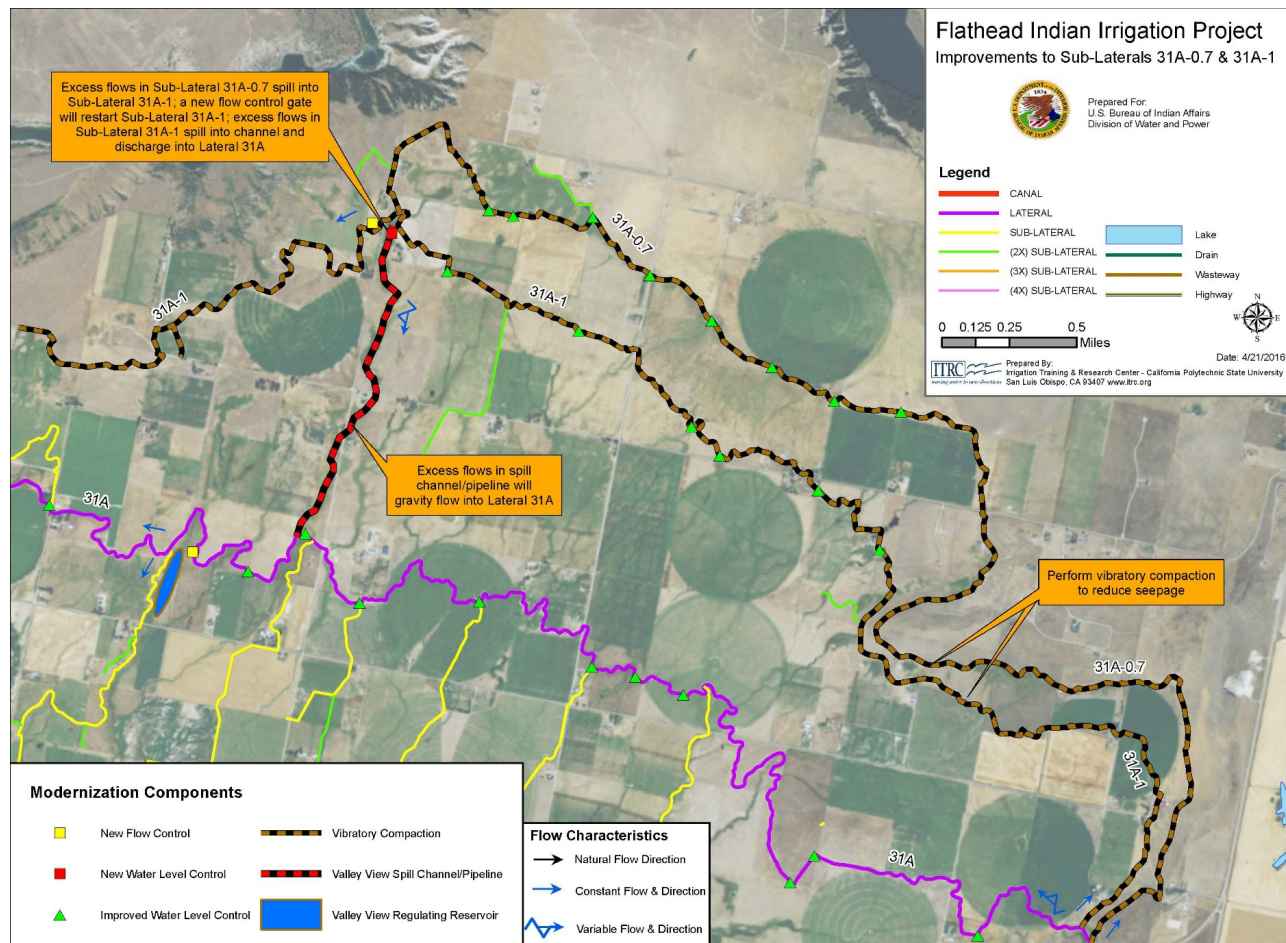 Flathead Indian Irrigation Project
Improvements to Sub-Laterals 31A-0.7 & 31A-1
Prepared For:
U.S. Bureau of Indian Affairs
Division of Water and Power
Legend
CANAL
LATERAL
SUB-LATERAL
(2X) SUB-LATERAL
(3X) SUB-LATERAL
(4X) SUB-LATERAL
Lake
Drain
Wasteway
Highway
N
W
E
S
0 0.125 0.25 0.5
Miles
Date: 4/21/2016
ITRC
Prepared By:
Irrigation Training & Research Center - California Polytechnic State University
San Luis Obispo, CA 93407 www.itrc.org
Excess flows in Sub-Lateral 31A-0.7 spill into
Sub-Lateral 31A-1; a new flow control gate
will restart Sub-Lateral 31A-1; excess flows in
Sub-Lateral 31A-1 spill into channel and
discharge into Lateral 31A
31A-0.7
31A-1
31A-1
Excess flows in spill
channel/pipeline will
gravity flow into Lateral 31A
31A
Perform vibratory compaction
to reduce seepage
31A-0.7
31A-1
31A
Modernization Components
New Flow Control
New Water Level Control
Improved Water Level Control
Vibratory Compaction
Valley View Spill Channel/Pipeline
Valley View Regulating Reservoir
Flow Characteristics
Natural Flow Direction
Constant Flow & Direction
Variable Flow & Direction